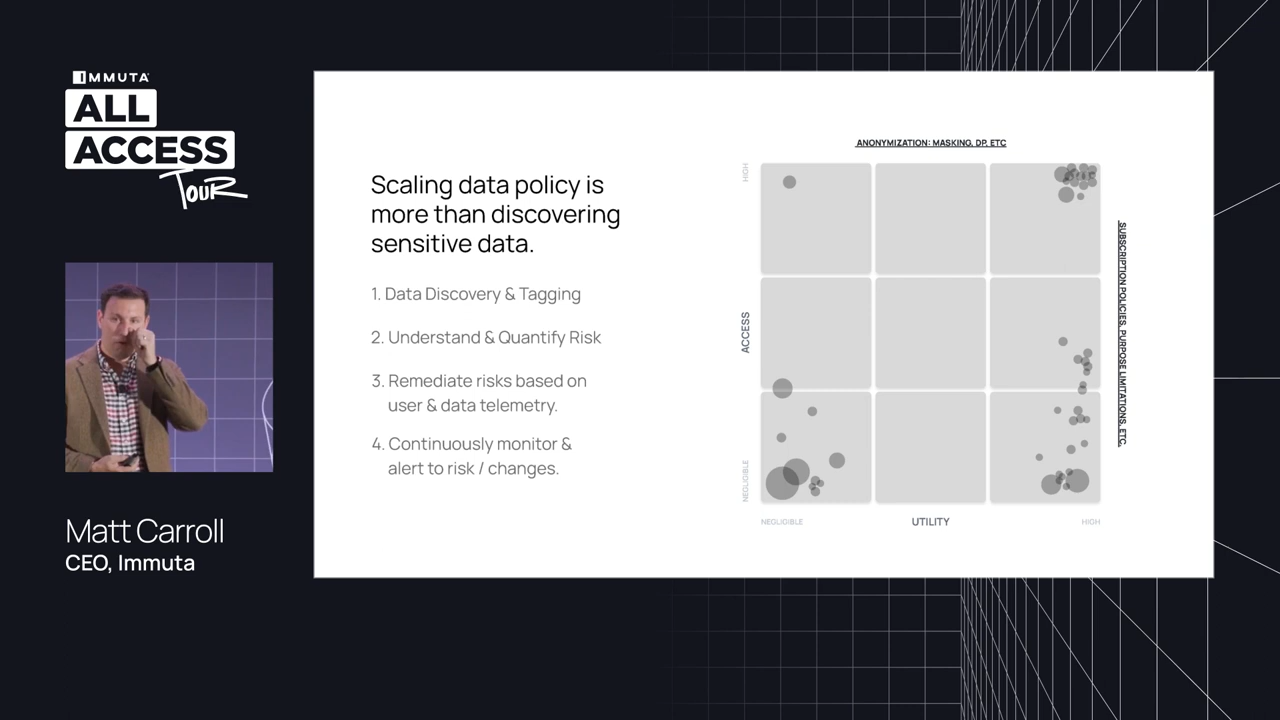 IMMUTA
ALL
ACCESS
TOUR
Matt Carroll
CEO, Immuta
Scaling data policy is
more than discovering
sensitive data.
1. Data Discovery & Tagging
2. Understand & Quantify Risk
3. Remediate risks based on
user & data telemetry.
4. Continuously monitor &
alert to risk / changes.
ANONYMIZATION: MASKING, DP, ETC
HIGH
ACCESS
NEGLIGIBLE
SUBSCRIPTION POLICIES, PURPOSE LIMITATIONS, ETC.
NEGLIGIBLE
UTILITY
HIGH